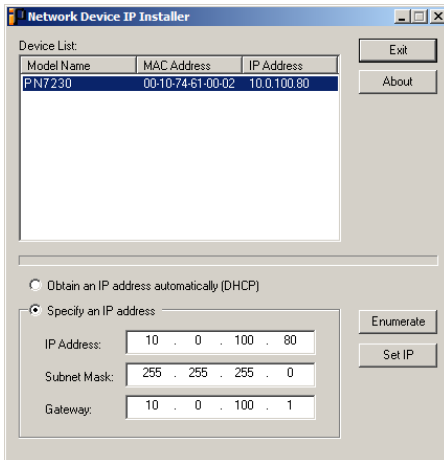 Network Device IP Installer
Device List:
Exit
Model Name MAC Address IP Address
PN7230 00-10-74-61-00-02 10.0.100.80
About
Obtain an IP address automatically (DHCP)
Specify an IP address
Enumerate
IP Address: 10 . 0 . 100 . 80
Set IP
Subnet Mask: 255 . 255 . 255 . 0
Gateway: 10 . 0 . 100 . 1